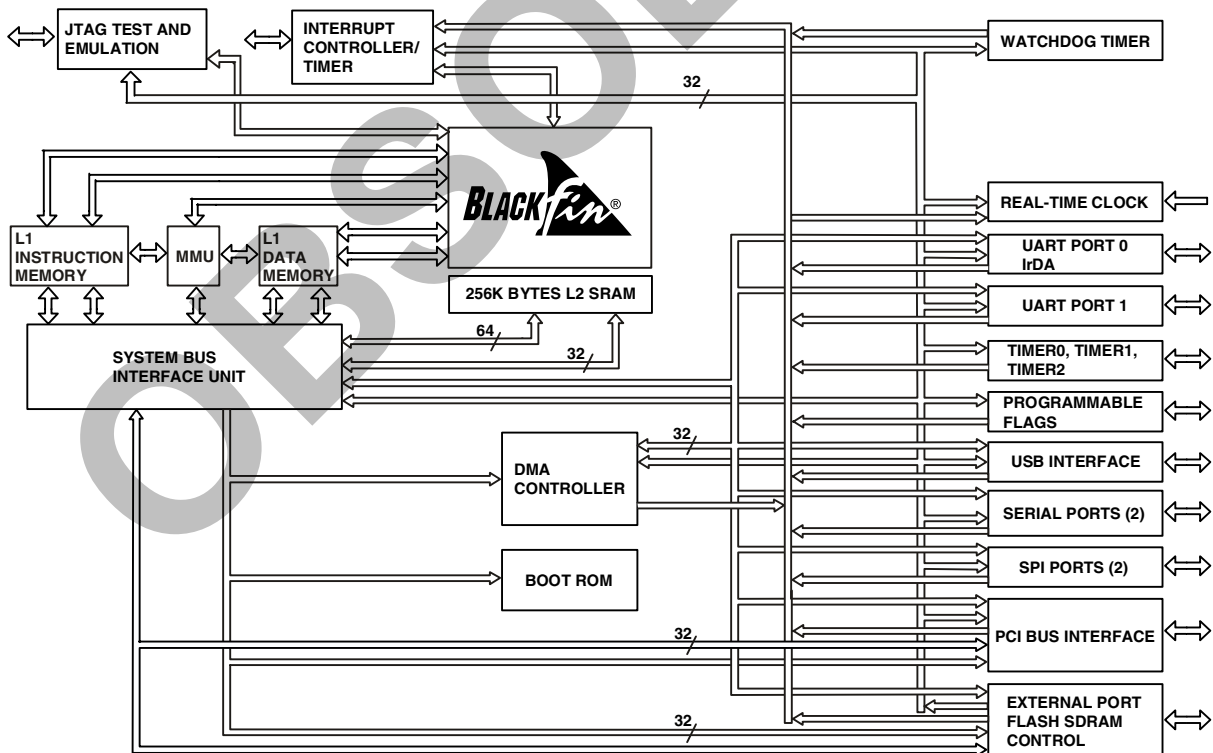 JTAG TEST AND
EMULATION
INTERRUPT
CONTROLLER/
TIMER
WATCHDOG TIMER
32
BLACKfin®
REAL-TIME CLOCK
L1
INSTRUCTION
MEMORY
MMU
L1
DATA
MEMORY
UART PORT 0
IrDA
256K BYTES L2 SRAM
UART PORT 1
64
32
SYSTEM BUS
INTERFACE UNIT
TIMER0, TIMER1,
TIMER2
PROGRAMMABLE
FLAGS
32
DMA
CONTROLLER
USB INTERFACE
SERIAL PORTS (2)
BOOT ROM
SPI PORTS (2)
32
PCI BUS INTERFACE
32
EXTERNAL PORT
FLASH SDRAM
CONTROL